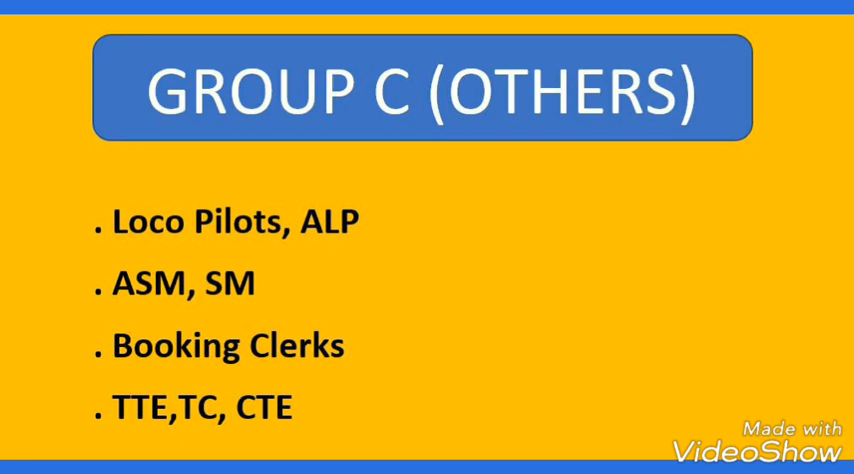 GROUP C (OTHERS)
. Loco Pilots, ALP
. ASM, SM
. Booking Clerks
. TTE,TC, CTE
Made with
VideoShow